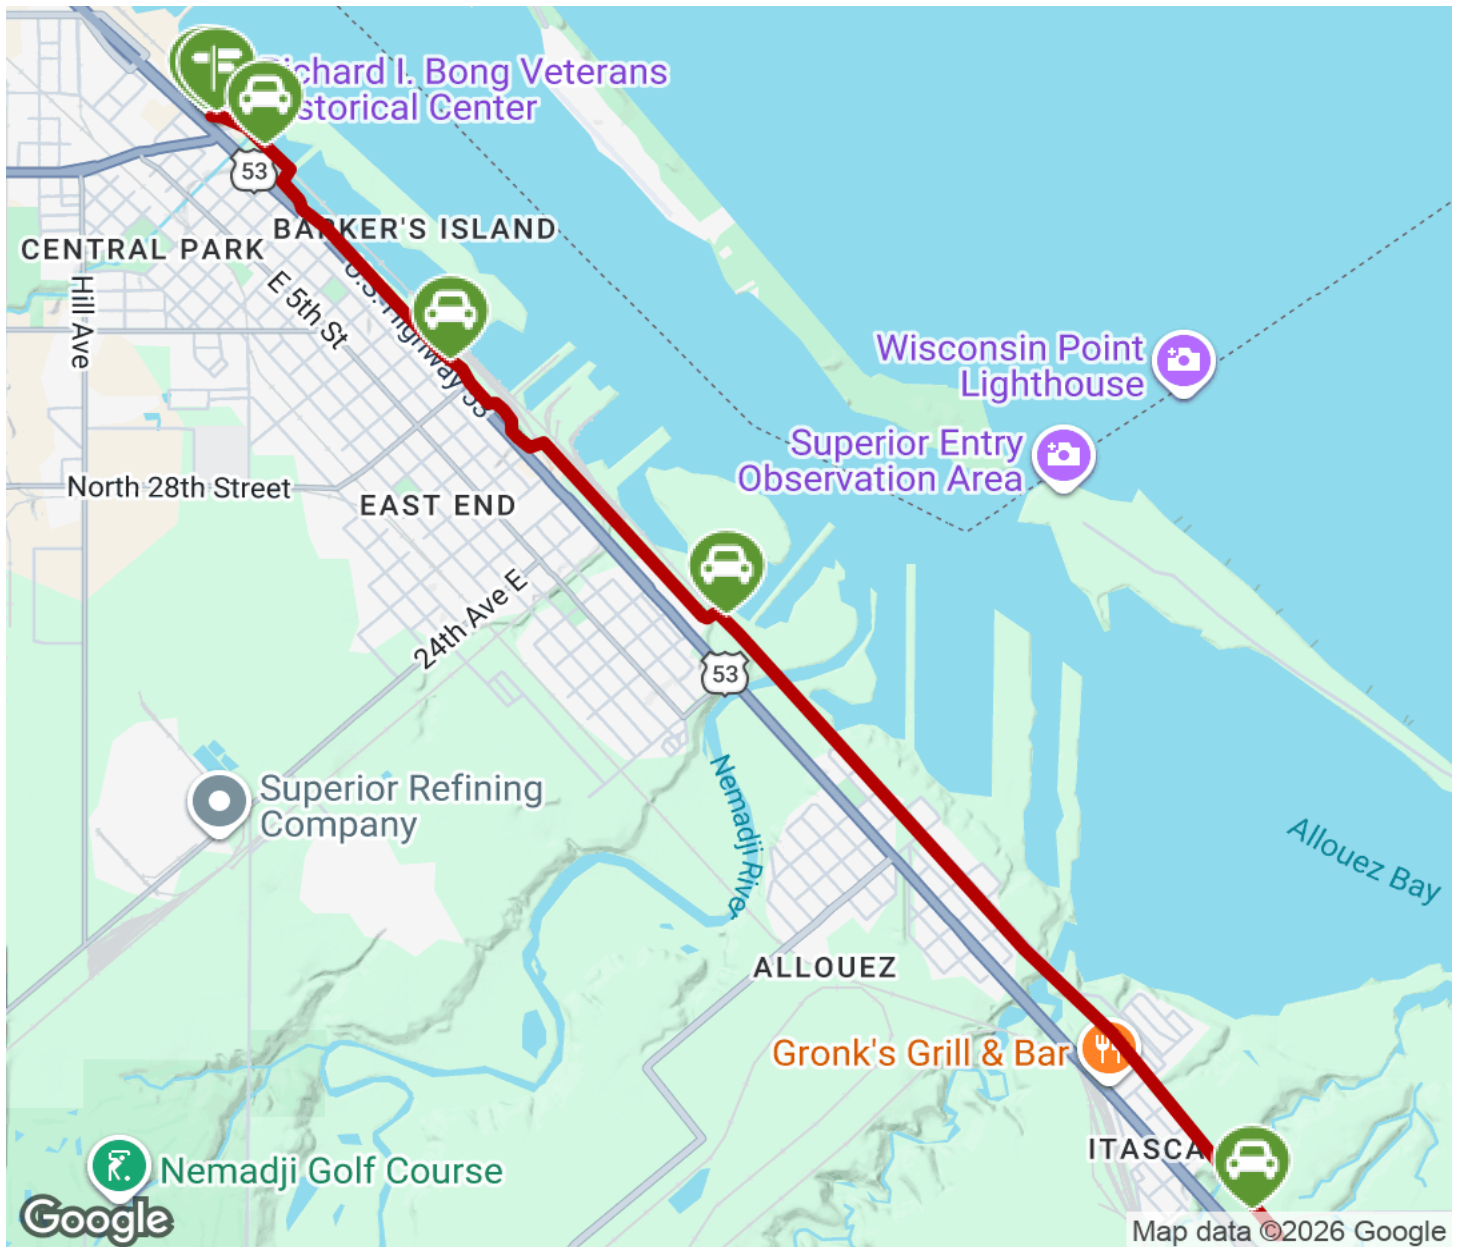 Richard I. Bong Veterans
Historical Center
53
BARKER'S ISLAND
CENTRAL PARK
Hill Ave
E 5th St
U.S. Highway 53
Wisconsin Point
Lighthouse
Superior Entry
Observation Area
North 28th Street
EAST END
24th Ave E
53
Superior Refining
Company
Nemadji River
Allouez Bay
ALLOUEZ
Gronk's Grill & Bar
ITASCA
Nemadji Golf Course
Google
Map data ©2026 Google